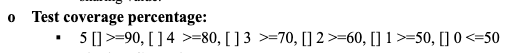 o Test coverage percentage:
▪ 5 [] >=90, [ ] 4 >=80, [ ] 3 >=70, [] 2 >=60, [] 1 >=50, [] 0 <=50